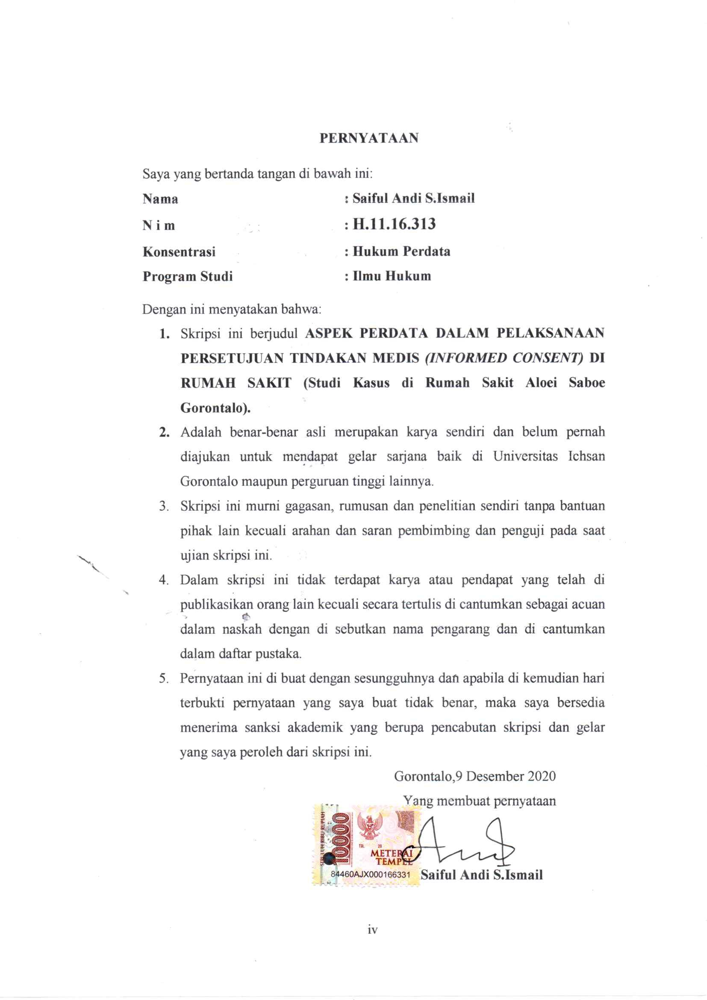 PERNYATAAN
Saya yang bertanda tangan di bawah ini:
Nama : Saiful Andi S.Ismail
N i m : H.11.16.313
Konsentrasi : Hukum Perdata
Program Studi : Ilmu Hukum
Dengan ini menyatakan bahwa:
1. Skripsi ini berjudul ASPEK PERDATA DALAM PELAKSANAAN
PERSETUJUAN TINDAKAN MEDIS (INFORMED CONSENT) DI
RUMAH SAKIT (Studi Kasus di Rumah Sakit Aloei Saboe
Gorontalo).
2. Adalah benar-benar asli merupakan karya sendiri dan belum pernah
diajukan untuk mendapat gelar sarjana baik di Universitas Ichsan
Gorontalo maupun perguruan tinggi lainnya.
3. Skripsi ini murni gagasan, rumusan dan penelitian sendiri tanpa bantuan
pihak lain kecuali arahan dan saran pembimbing dan penguji pada saat
ujian skripsi ini.
4. Dalam skripsi ini tidak terdapat karya atau pendapat yang telah di
publikasikan orang lain kecuali secara tertulis di cantumkan sebagai acuan
dalam naskah dengan di sebutkan nama pengarang dan di cantumkan
dalam daftar pustaka.
5. Pernyataan ini di buat dengan sesungguhnya dan apabila di kemudian hari
terbukti pernyataan yang saya buat tidak benar, maka saya bersedia
menerima sanksi akademik yang berupa pencabutan skripsi dan gelar
yang saya peroleh dari skripsi ini.
Gorontalo,9 Desember 2020
Yang membuat pernyataan
SEPULUH RIBU RUPIAH
10000
TGL. 20
METERAI
TEMPEL
84460AJX000166331
Saiful Andi S.Ismail
iv